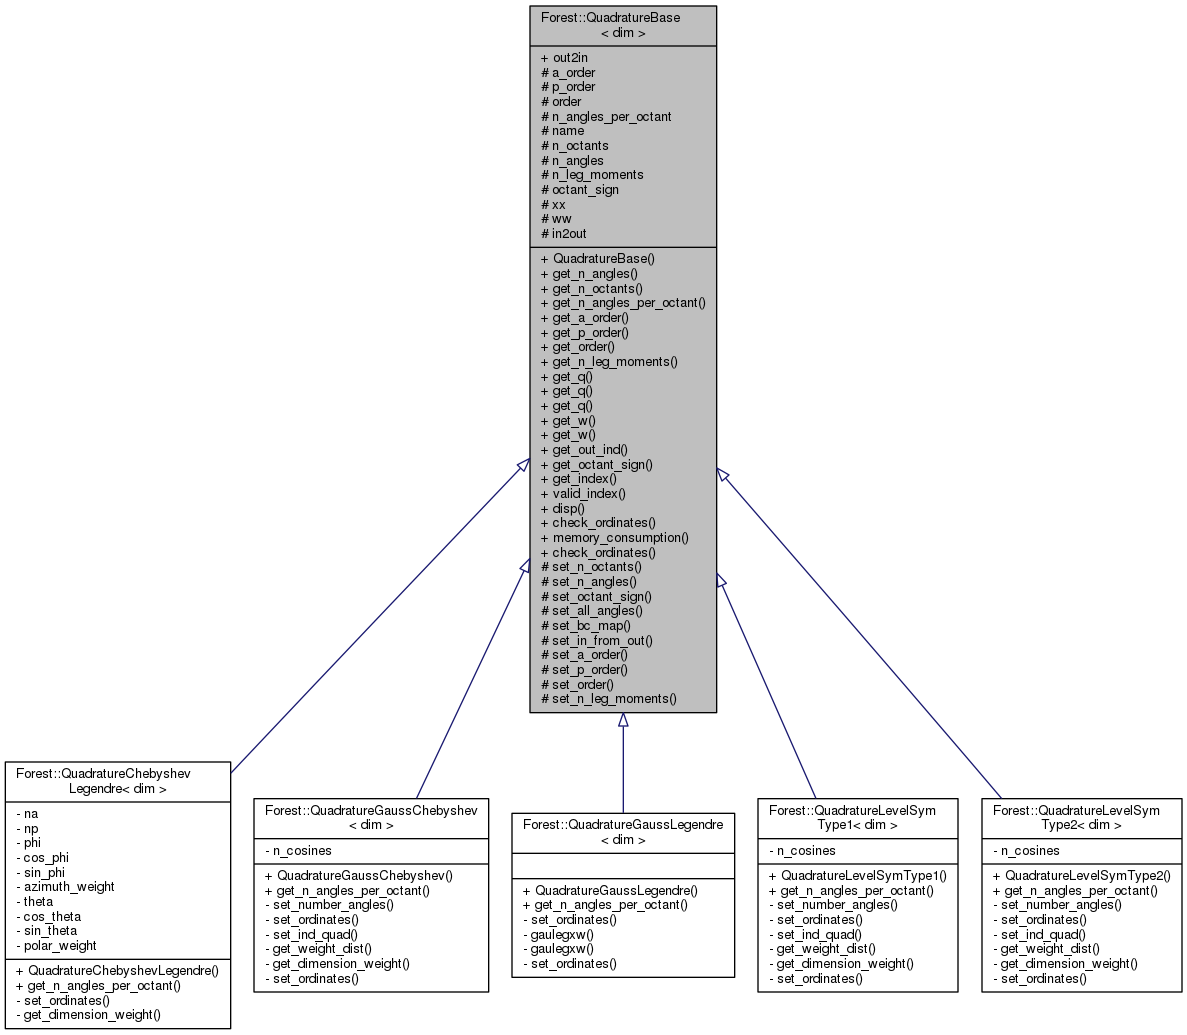 Forest::QuadratureBase
< dim >
+ out2in
# a_order
# p_order
# order
# n_angles_per_octant
# name
# n_octants
# n_angles
# n_leg_moments
# octant_sign
# xx
# ww
# in2out
+ QuadratureBase()
+ get_n_angles()
+ get_n_octants()
+ get_n_angles_per_octant()
+ get_a_order()
+ get_p_order()
+ get_order()
+ get_n_leg_moments()
+ get_q()
+ get_q()
+ get_q()
+ get_w()
+ get_w()
+ get_out_ind()
+ get_octant_sign()
+ get_index()
+ valid_index()
+ disp()
+ check_ordinates()
+ memory_consumption()
+ check_ordinates()
# set_n_octants()
# set_n_angles()
# set_octant_sign()
# set_all_angles()
# set_bc_map()
# set_in_from_out()
# set_a_order()
# set_p_order()
# set_order()
# set_n_leg_moments()
Forest::QuadratureChebyshev
Legendre< dim >
- na
- np
- phi
- cos_phi
- sin_phi
- azimuth_weight
- theta
- cos_theta
- sin_theta
- polar_weight
+ QuadratureChebyshevLegendre()
+ get_n_angles_per_octant()
- set_ordinates()
- get_dimension_weight()
Forest::QuadratureGaussChebyshev
< dim >
- n_cosines
+ QuadratureGaussChebyshev()
+ get_n_angles_per_octant()
- set_number_angles()
- set_ordinates()
- set_ind_quad()
- get_weight_dist()
- get_dimension_weight()
- set_ordinates()
Forest::QuadratureGaussLegendre
< dim >
+ QuadratureGaussLegendre()
+ get_n_angles_per_octant()
- set_ordinates()
- gaulegxw()
- gaulegxw()
- set_ordinates()
Forest::QuadratureLevelSym
Type1< dim >
- n_cosines
+ QuadratureLevelSymType1()
+ get_n_angles_per_octant()
- set_number_angles()
- set_ordinates()
- set_ind_quad()
- get_weight_dist()
- get_dimension_weight()
- set_ordinates()
Forest::QuadratureLevelSym
Type2< dim >
- n_cosines
+ QuadratureLevelSymType2()
+ get_n_angles_per_octant()
- set_number_angles()
- set_ordinates()
- set_ind_quad()
- get_weight_dist()
- get_dimension_weight()
- set_ordinates()